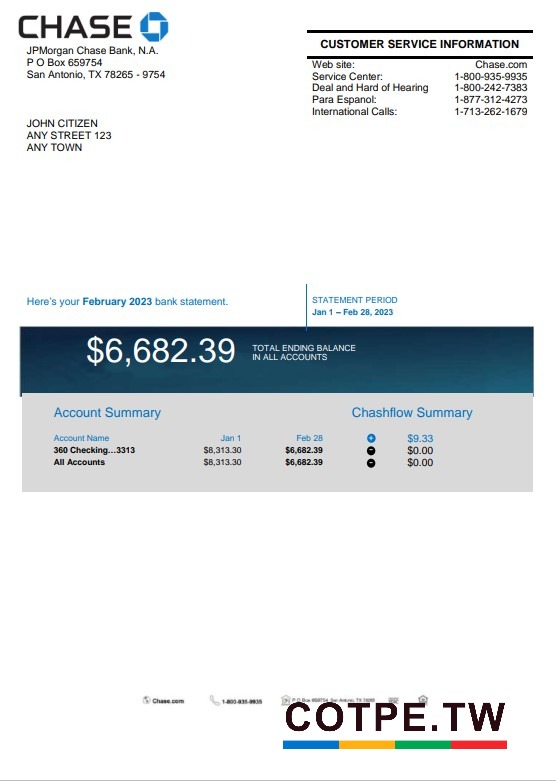 CHASE
JPMorgan Chase Bank, N.A.
P O Box 659754
San Antonio, TX 78265 - 9754
CUSTOMER SERVICE INFORMATION
Web site: Chase.com
Service Center: 1-800-935-9935
Deal and Hard of Hearing 1-800-242-7383
Para Espanol: 1-877-312-4273
International Calls: 1-713-262-1679
JOHN CITIZEN
ANY STREET 123
ANY TOWN
Here's your February 2023 bank statement.
STATEMENT PERIOD
Jan 1 – Feb 28, 2023
$6,682.39
TOTAL ENDING BALANCE
IN ALL ACCOUNTS
Account Summary
Chashflow Summary
Account Name Jan 1 Feb 28 $9.33
360 Checking...3313 $8,313.30 $6,682.39 $0.00
All Accounts $8,313.30 $6,682.39 $0.00
Chase.com 1-800-935-9935 P O Box 659754, San Antonio, TX 78265
COTPE.TW